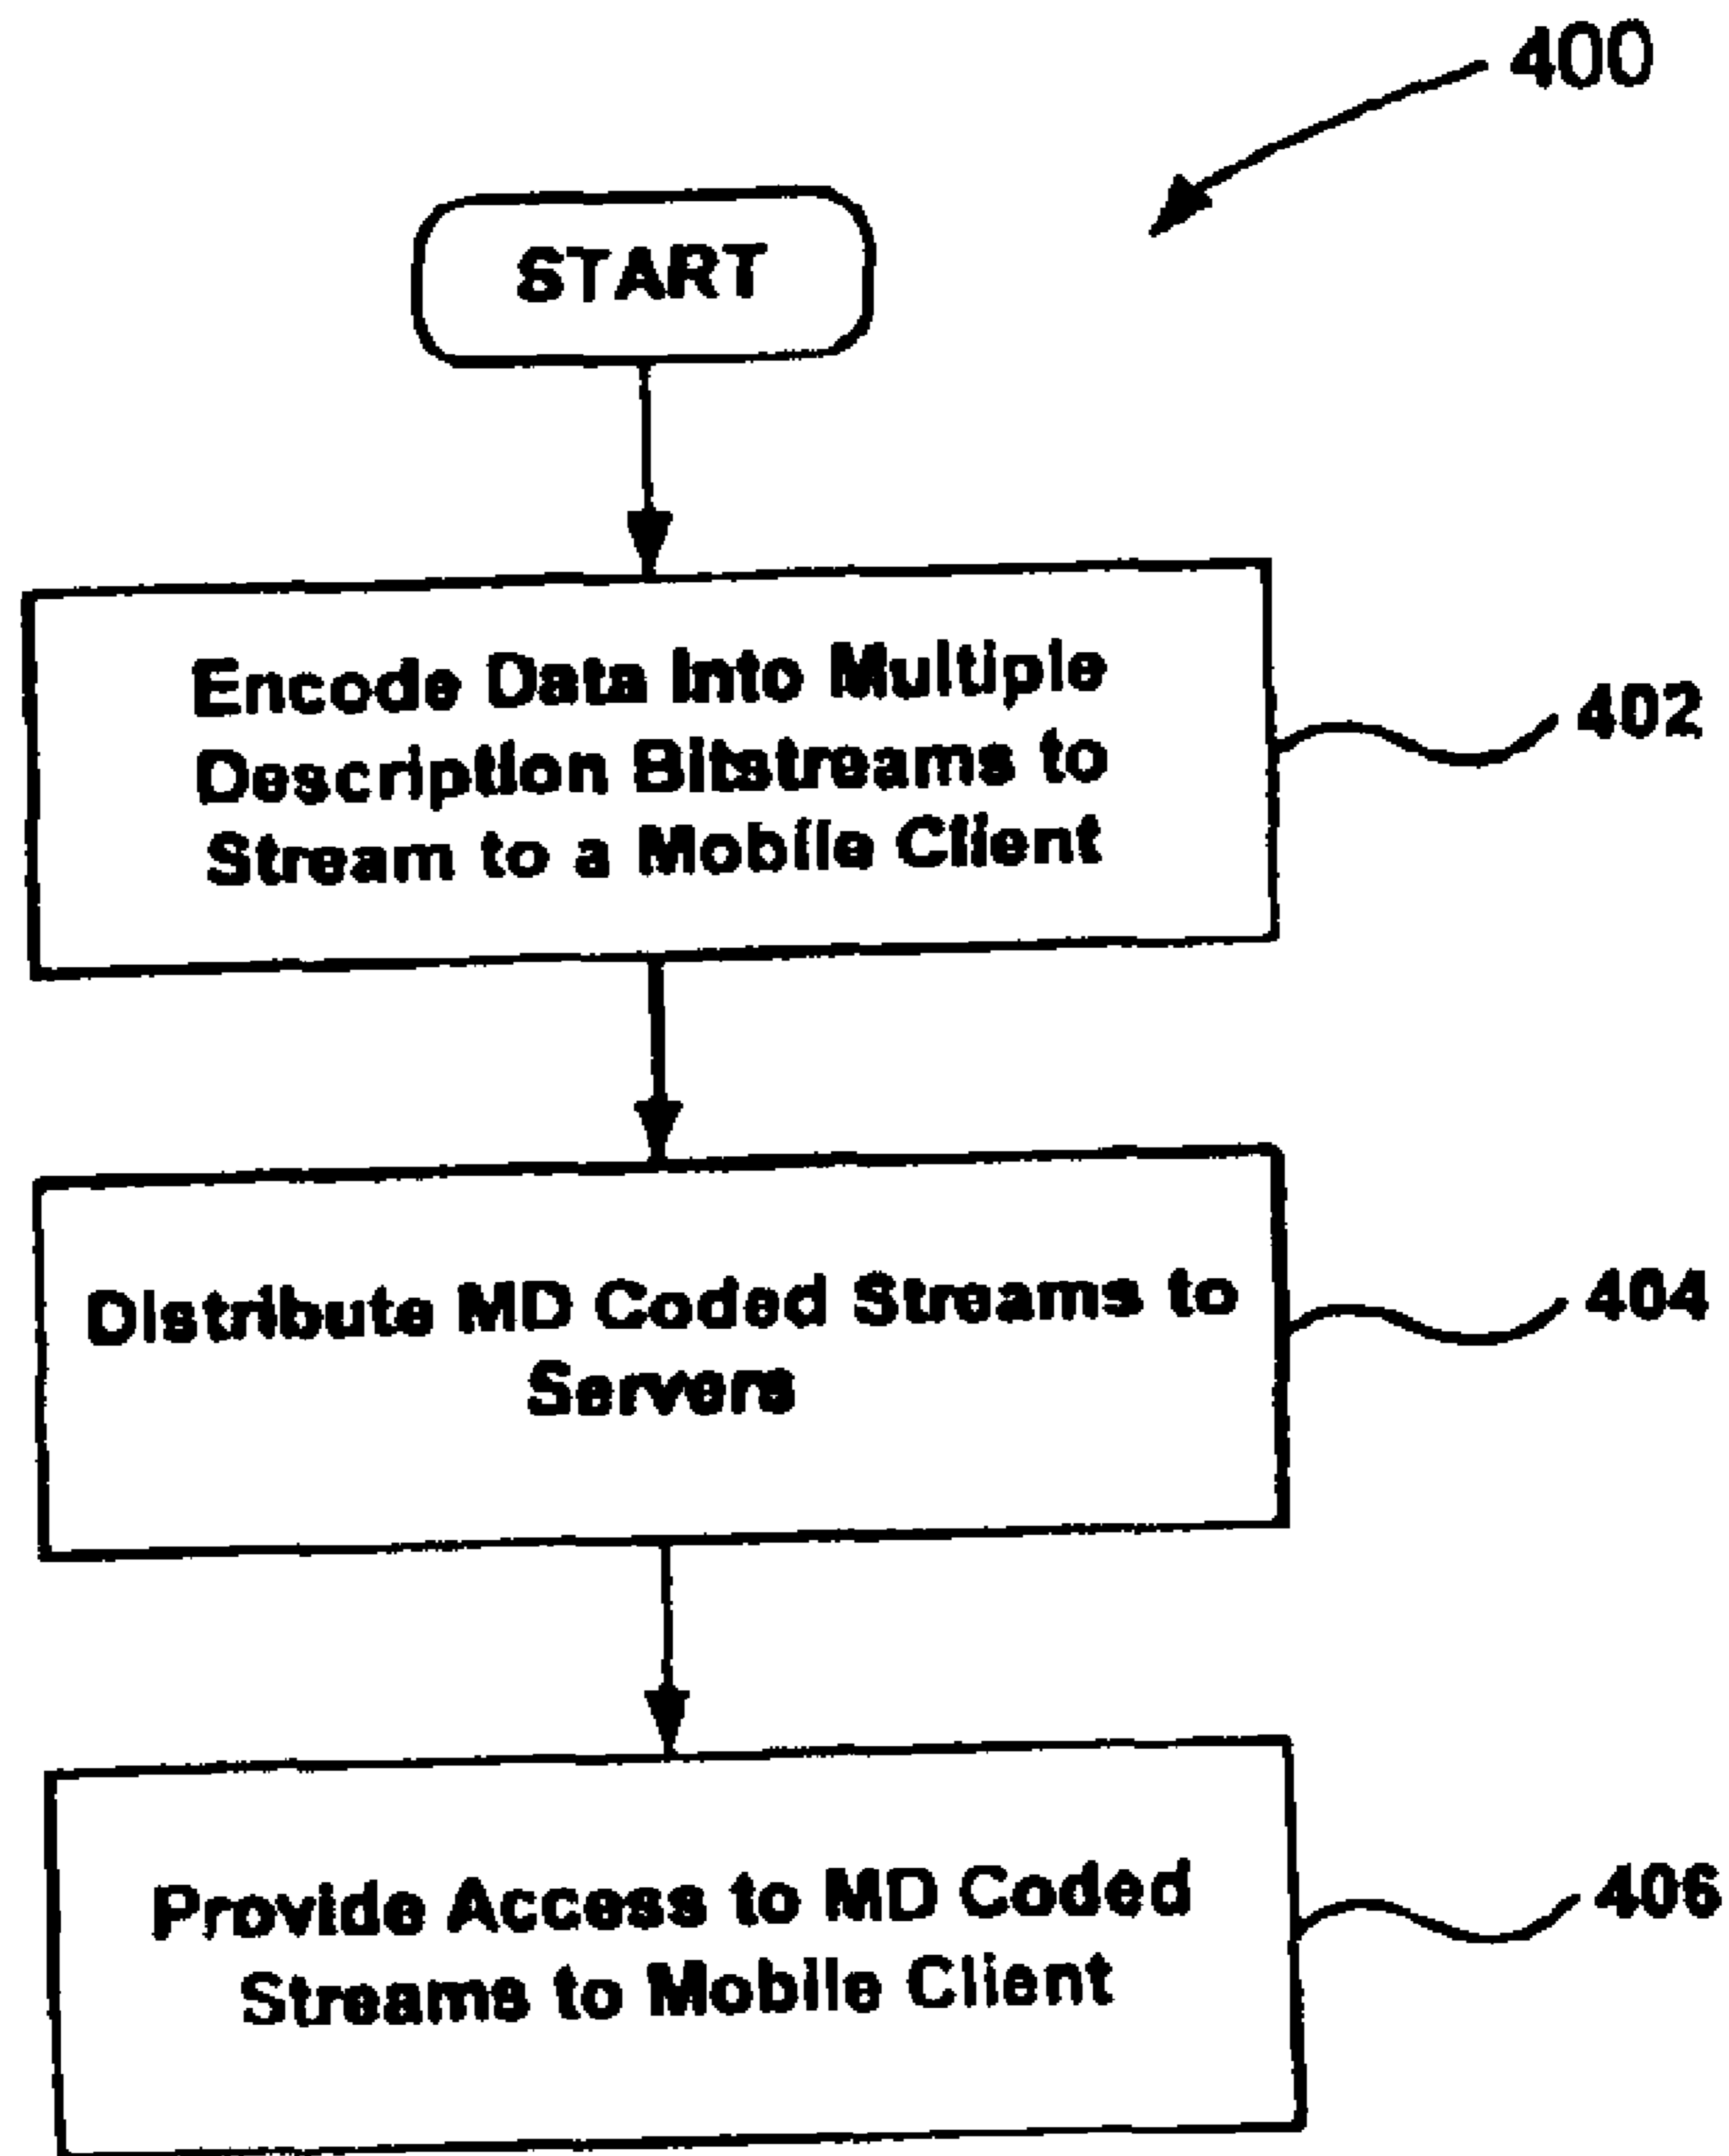 400
START
Encode Data Into Multiple
Description Bitstreams to
Stream to a Mobile Client
402
Distribute MD Coded Streams to
Servers
404
Provide Access to MD Coded
Streams to Mobile Client
406